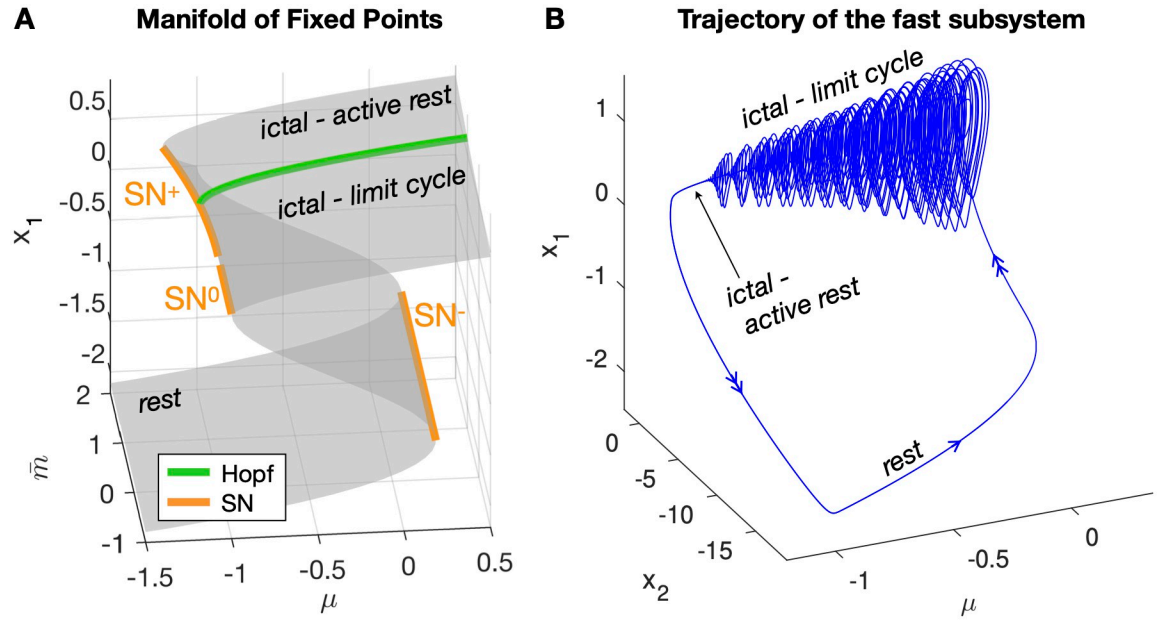 A
Manifold of Fixed Points
0.5
0
-0.5
-1
-1.5
-2
x₁
2
1
0
-1
m̄
-1.5
-1
-0.5
0
0.5
μ
ictal - active rest
ictal - limit cycle
SN⁺
SN⁰
SN⁻
rest
Hopf
SN
B
Trajectory of the fast subsystem
1
0
-1
-2
x₁
0
-5
-10
-15
x₂
-1
-0.5
0
μ
ictal - limit cycle
ictal -
active rest
rest